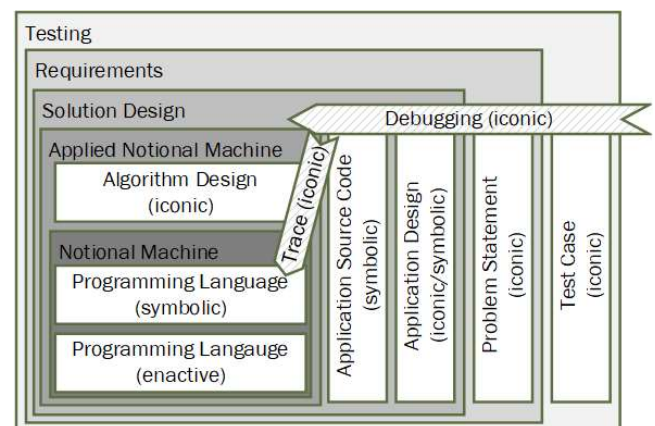 Testing
Requirements
Solution Design
Debugging (iconic)
Applied Notional Machine
Algorithm Design
(iconic)
Trace (iconic)
Notional Machine
Programming Language
(symbolic)
Programming Langauge
(enactive)
Application Source Code
(symbolic)
Application Design
(iconic/symbolic)
Problem Statement
(iconic)
Test Case
(iconic)